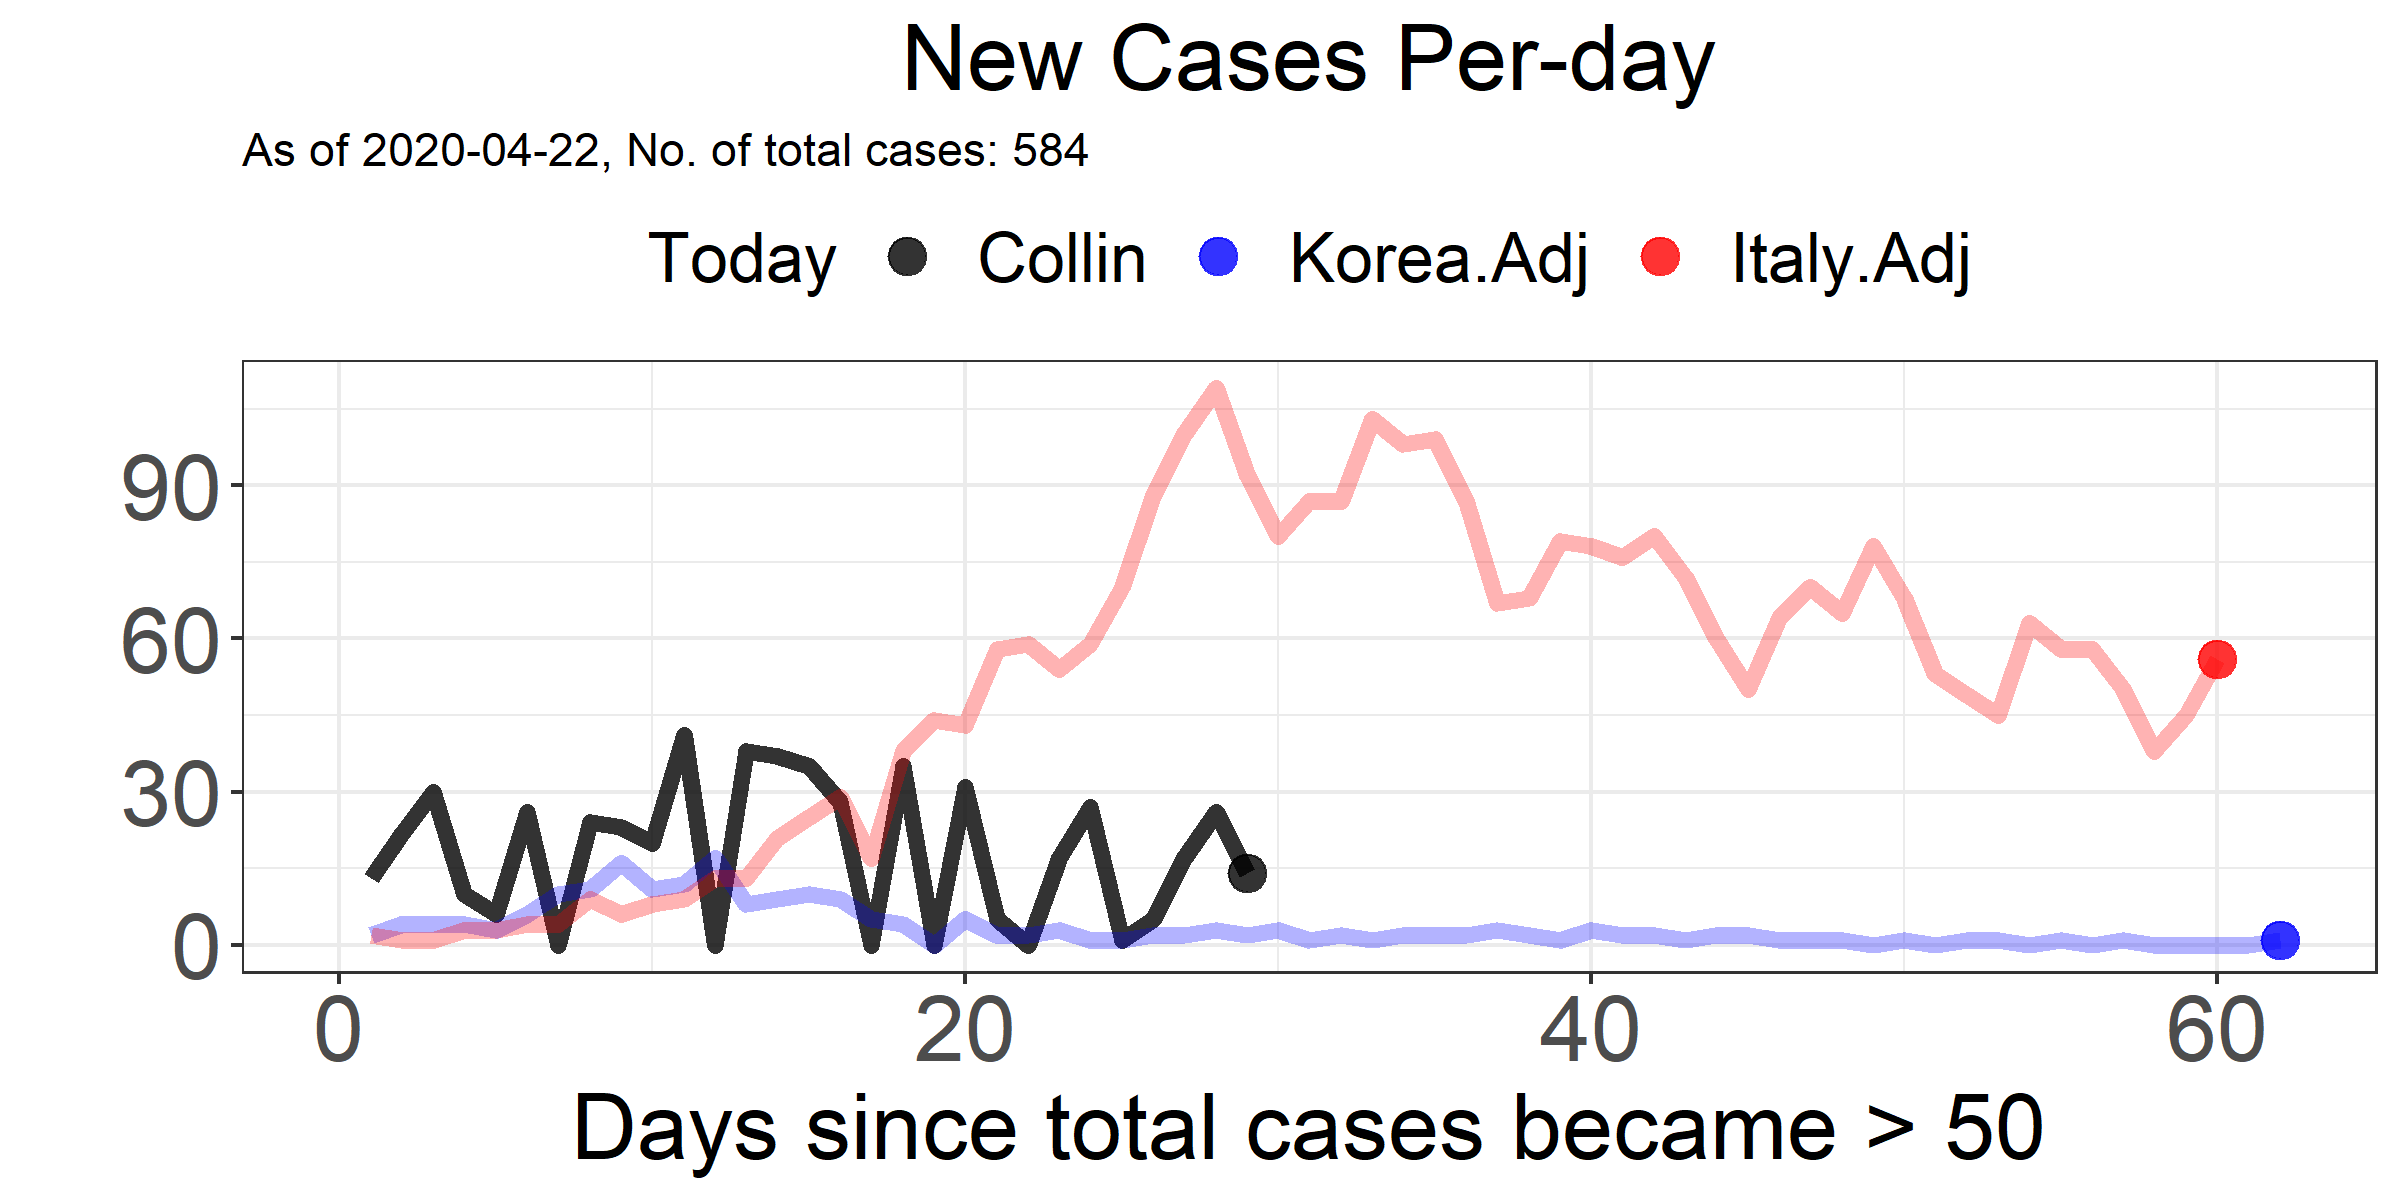 New Cases Per-day
As of 2020-04-22, No. of total cases: 584
Today Collin Korea.Adj Italy.Adj
90
60
30
0
0 20 40 60
Days since total cases became > 50